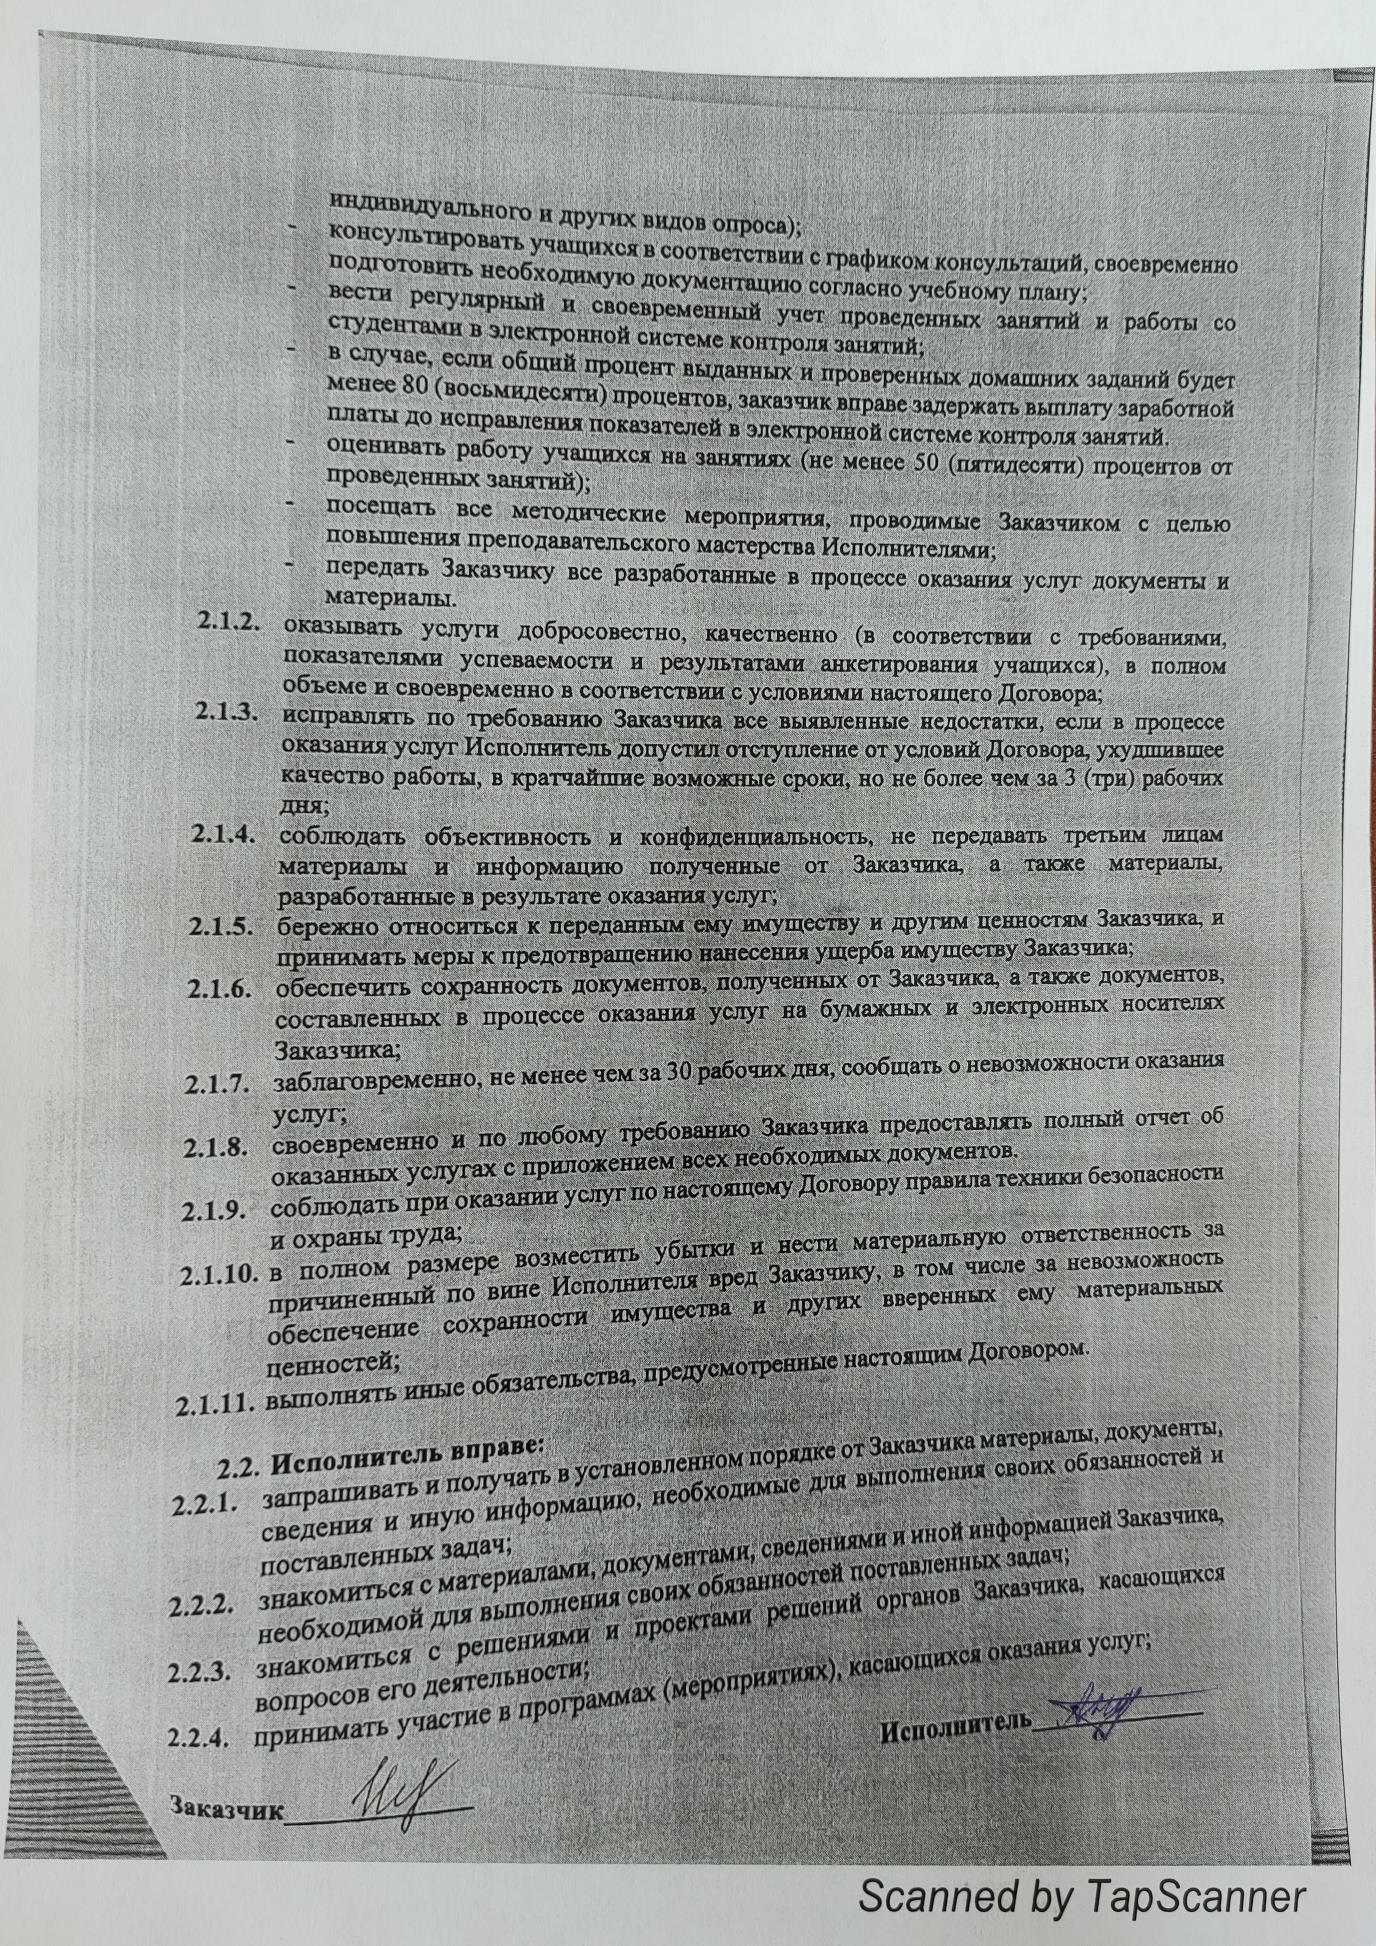 индивидуального и других видов опроса);
- консультировать учащихся в соответствии с графиком консультаций, своевременно
подготовить необходимую документацию согласно учебному плану;
- вести регулярный и своевременный учет проведенных занятий и работы со
студентами в электронной системе контроля занятий;
- в случае, если общий процент выданных и проверенных домашних заданий будет
менее 80 (восьмидесяти) процентов, заказчик вправе задержать выплату заработной
платы до исправления показателей в электронной системе контроля занятий.
- оценивать работу учащихся на занятиях (не менее 50 (пятидесяти) процентов от
проведенных занятий);
- посещать все методические мероприятия, проводимые Заказчиком с целью
повышения преподавательского мастерства Исполнителями;
- передать Заказчику все разработанные в процессе оказания услуг документы и
материалы.
2.1.2. оказывать услуги добросовестно, качественно (в соответствии с требованиями,
показателями успеваемости и результатами анкетирования учащихся), в полном
объеме и своевременно в соответствии с условиями настоящего Договора;
2.1.3. исправлять по требованию Заказчика все выявленные недостатки, если в процессе
оказания услуг Исполнитель допустил отступление от условий Договора, ухудшившее
качество работы, в кратчайшие возможные сроки, но не более чем за 3 (три) рабочих
дня;
2.1.4. соблюдать объективность и конфиденциальность, не передавать третьим лицам
материалы и информацию полученные от Заказчика, а также материалы,
разработанные в результате оказания услуг;
2.1.5. бережно относиться к переданным ему имуществу и другим ценностям Заказчика, и
принимать меры к предотвращению нанесения ущерба имуществу Заказчика;
2.1.6. обеспечить сохранность документов, полученных от Заказчика, а также документов,
составленных в процессе оказания услуг на бумажных и электронных носителях
Заказчика;
2.1.7. заблаговременно, не менее чем за 30 рабочих дня, сообщать о невозможности оказания
услуг;
2.1.8. своевременно и по любому требованию Заказчика предоставлять полный отчет об
оказанных услугах с приложением всех необходимых документов.
2.1.9. соблюдать при оказании услуг по настоящему Договору правила техники безопасности
и охраны труда;
2.1.10. в полном размере возместить убытки и нести материальную ответственность за
причиненный по вине Исполнителя вред Заказчику, в том числе за невозможность
обеспечение сохранности имущества и других вверенных ему материальных
ценностей;
2.1.11. выполнять иные обязательства, предусмотренные настоящим Договором.
2.2. Исполнитель вправе:
2.2.1. запрашивать и получать в установленном порядке от Заказчика материалы, документы,
сведения и иную информацию, необходимые для выполнения своих обязанностей и
поставленных задач;
2.2.2. знакомиться с материалами, документами, сведениями и иной информацией Заказчика,
необходимой для выполнения своих обязанностей поставленных задач;
2.2.3. знакомиться с решениями и проектами решений органов Заказчика, касающихся
вопросов его деятельности;
2.2.4. принимать участие в программах (мероприятиях), касающихся оказания услуг;
Исполнитель
Заказчик
Scanned by TapScanner